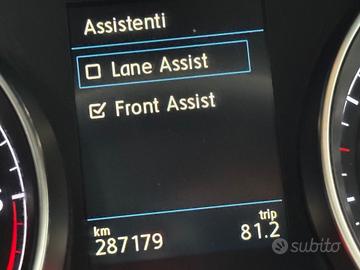 Assistenti
Lane Assist
Front Assist
km
trip
287179
81.2
subito